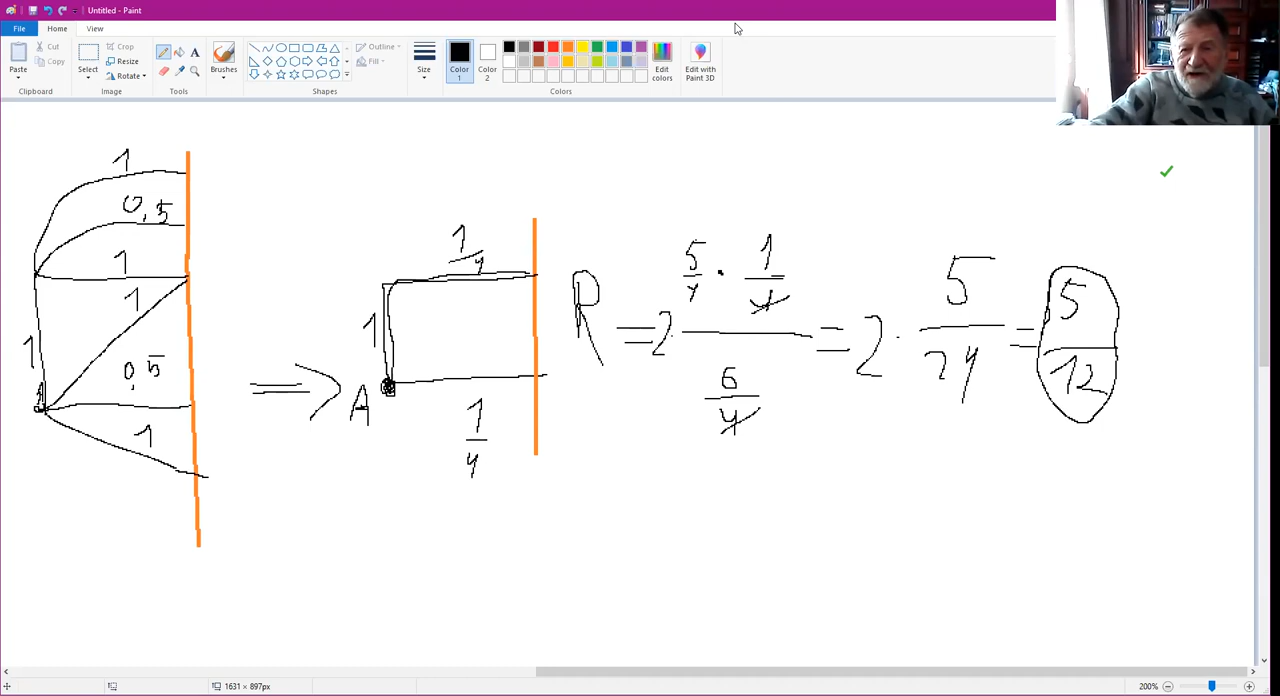 Untitled - Paint
File
Home
View
Paste
Cut
Copy
Clipboard
Select
Crop
Resize
Rotate
Image
Tools
Brushes
Shapes
Outline
Fill
Size
Color 1
Color 2
Colors
Edit colors
Edit with Paint 3D
1
0,5
1
1
1
0,5
A
1
=>
1/4
1
A
1/4
R = 2 · (5/4 · 1/4) / (6/4) = 2 · 5/24 = 5/12
1631 × 897px
200%